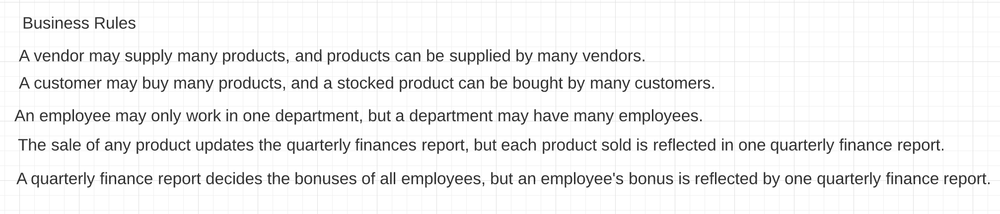 Business Rules
A vendor may supply many products, and products can be supplied by many vendors.
A customer may buy many products, and a stocked product can be bought by many customers.
An employee may only work in one department, but a department may have many employees.
The sale of any product updates the quarterly finances report, but each product sold is reflected in one quarterly finance report.
A quarterly finance report decides the bonuses of all employees, but an employee's bonus is reflected by one quarterly finance report.